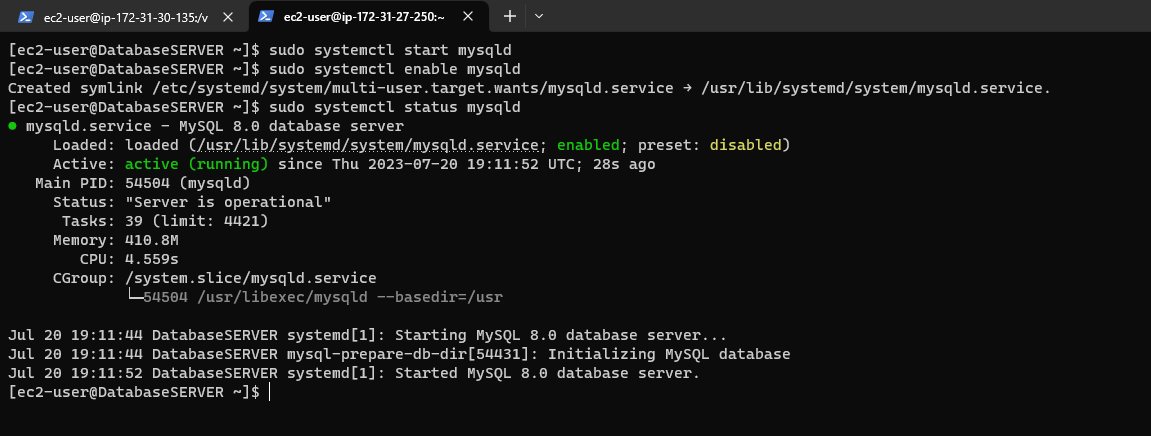 ec2-user@ip-172-31-30-135:/v
ec2-user@ip-172-31-27-250:~
[ec2-user@DatabaseSERVER ~]$ sudo systemctl start mysqld
[ec2-user@DatabaseSERVER ~]$ sudo systemctl enable mysqld
Created symlink /etc/systemd/system/multi-user.target.wants/mysqld.service → /usr/lib/systemd/system/mysqld.service.
[ec2-user@DatabaseSERVER ~]$ sudo systemctl status mysqld
● mysqld.service - MySQL 8.0 database server
Loaded: loaded (/usr/lib/systemd/system/mysqld.service; enabled; preset: disabled)
Active: active (running) since Thu 2023-07-20 19:11:52 UTC; 28s ago
Main PID: 54504 (mysqld)
Status: "Server is operational"
Tasks: 39 (limit: 4421)
Memory: 410.8M
CPU: 4.559s
CGroup: /system.slice/mysqld.service
└─54504 /usr/libexec/mysqld --basedir=/usr
Jul 20 19:11:44 DatabaseSERVER systemd[1]: Starting MySQL 8.0 database server...
Jul 20 19:11:44 DatabaseSERVER mysql-prepare-db-dir[54431]: Initializing MySQL database
Jul 20 19:11:52 DatabaseSERVER systemd[1]: Started MySQL 8.0 database server.
[ec2-user@DatabaseSERVER ~]$